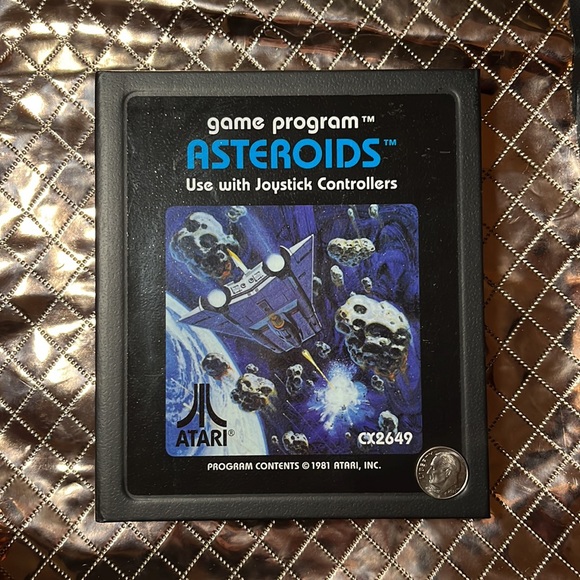 game program™
ASTEROIDS™
Use with Joystick Controllers
ATARI®
CX2649
PROGRAM CONTENTS © 1981 ATARI, INC.